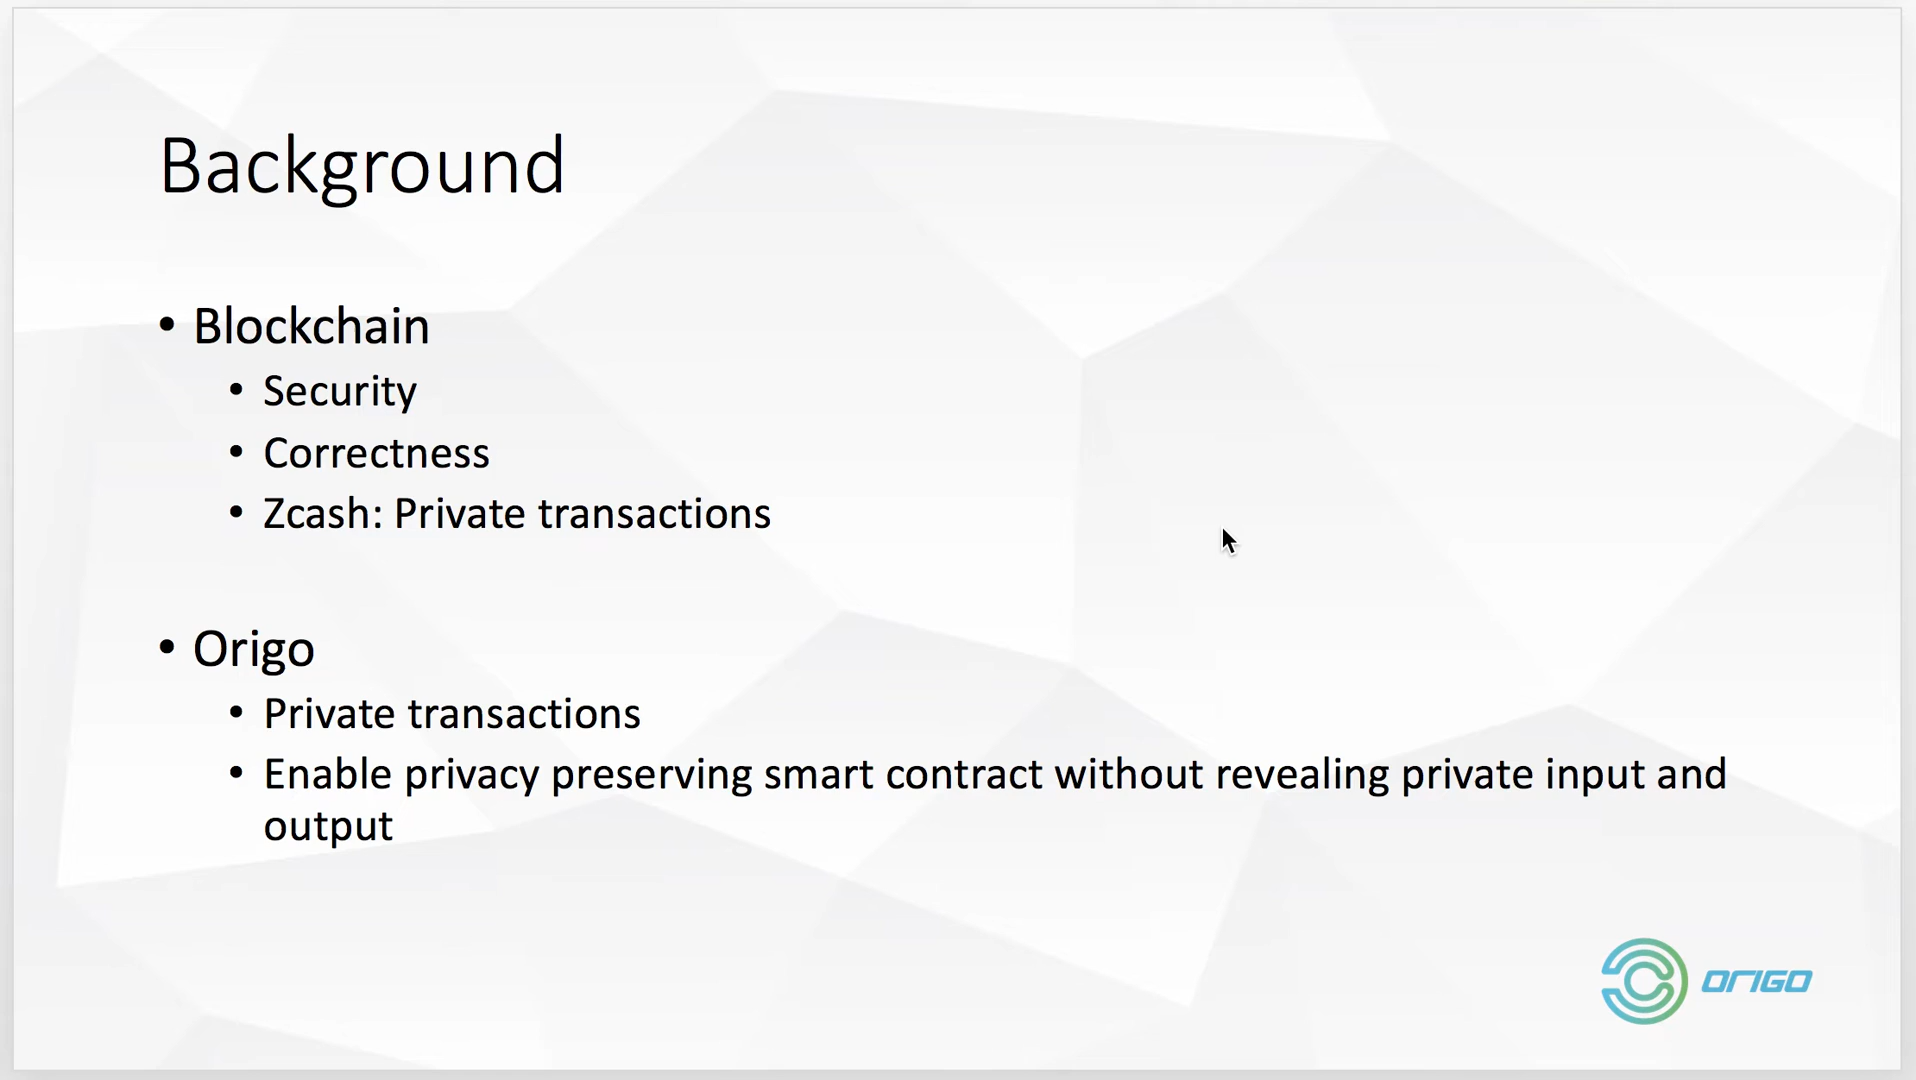 Background
• Blockchain
• Security
• Correctness
• Zcash: Private transactions
• Origo
• Private transactions
• Enable privacy preserving smart contract without revealing private input and
output
ORIGO